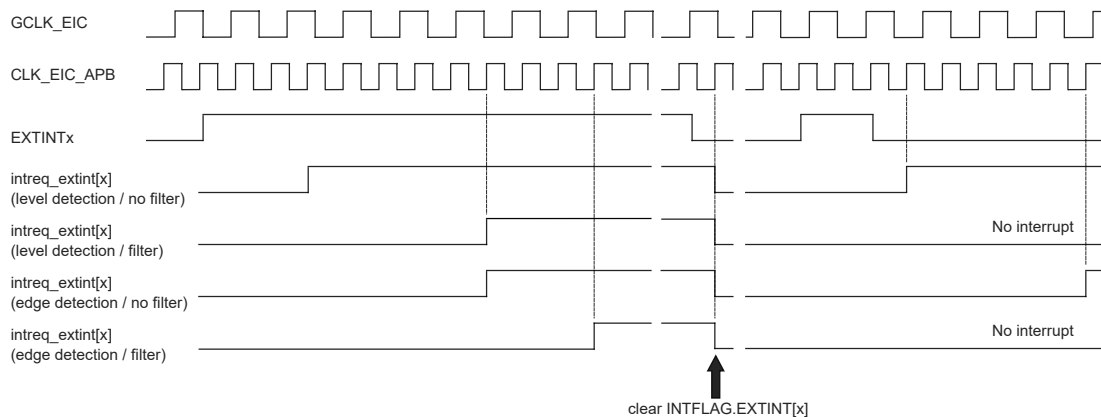 GCLK_EIC
CLK_EIC_APB
EXTINTx
intreq_extint[x]
(level detection / no filter)
intreq_extint[x]
(level detection / filter)
No interrupt
intreq_extint[x]
(edge detection / no filter)
intreq_extint[x]
(edge detection / filter)
No interrupt
clear INTFLAG.EXTINT[x]